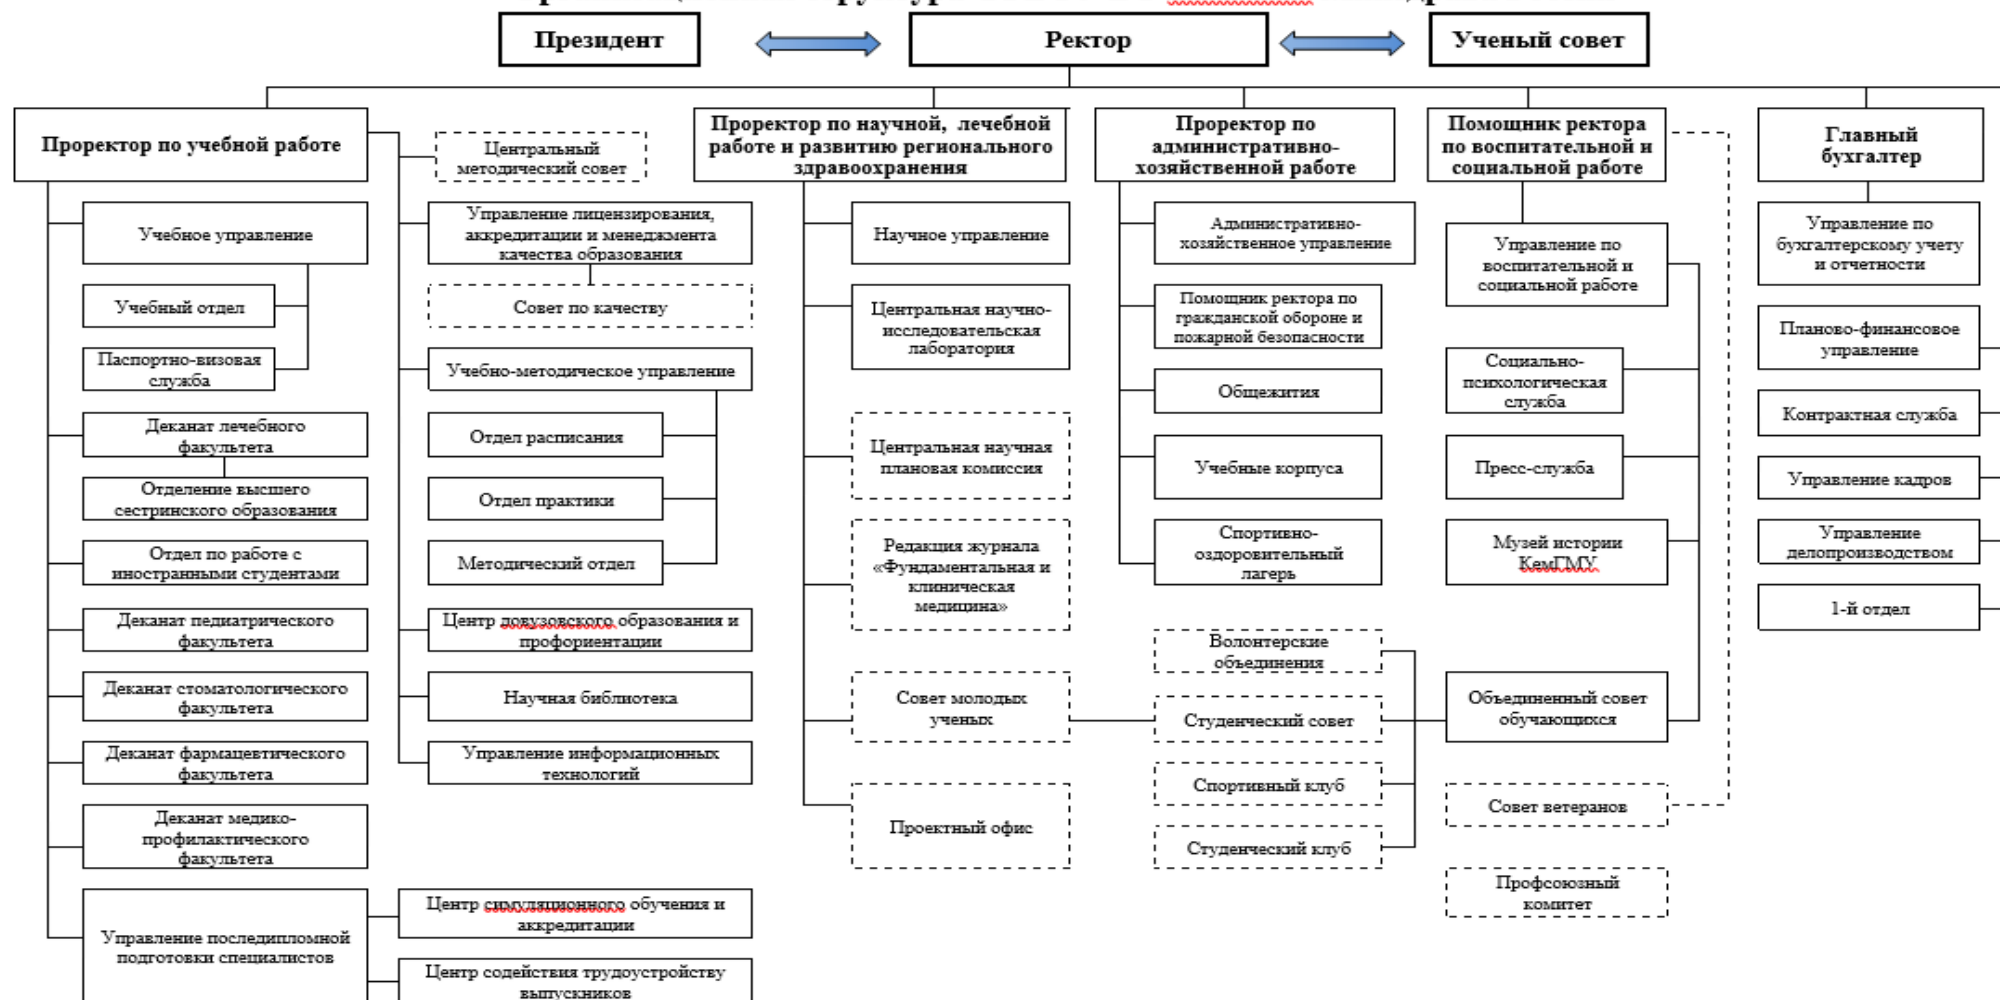 Президент
Ректор
Ученый совет
Проректор по учебной работе
Центральный
методический совет
Проректор по научной, лечебной
работе и развитию регионального
здравоохранения
Проректор по
административно-
хозяйственной работе
Помощник ректора
по воспитательной и
социальной работе
Главный
бухгалтер
Учебное управление
Учебный отдел
Паспортно-визовая
служба
Деканат лечебного
факультета
Отделение высшего
сестринского образования
Отдел по работе с
иностранными студентами
Деканат педиатрического
факультета
Деканат стоматологического
факультета
Деканат фармацевтического
факультета
Деканат медико-
профилактического
факультета
Управление последипломной
подготовки специалистов
Управление лицензирования,
аккредитации и менеджмента
качества образования
Совет по качеству
Учебно-методическое управление
Отдел расписания
Отдел практики
Методический отдел
Центр довузовского образования и
профориентации
Научная библиотека
Управление информационных
технологий
Центр симуляционного обучения и
аккредитации
Центр содействия трудоустройству
выпускников
Научное управление
Центральная научно-
исследовательская
лаборатория
Центральная научная
плановая комиссия
Редакция журнала
«Фундаментальная и
клиническая
медицина»
Совет молодых
ученых
Проектный офис
Административно-
хозяйственное управление
Помощник ректора по
гражданской обороне и
пожарной безопасности
Общежития
Учебные корпуса
Спортивно-
оздоровительный
лагерь
Волонтерские
объединения
Студенческий совет
Спортивный клуб
Студенческий клуб
Управление по
воспитательной и
социальной работе
Социально-
психологическая
служба
Пресс-служба
Музей истории
КемГМУ
Объединенный совет
обучающихся
Совет ветеранов
Профсоюзный
комитет
Управление по
бухгалтерскому учету
и отчетности
Планово-финансовое
управление
Контрактная служба
Управление кадров
Управление
делопроизводством
1-й отдел